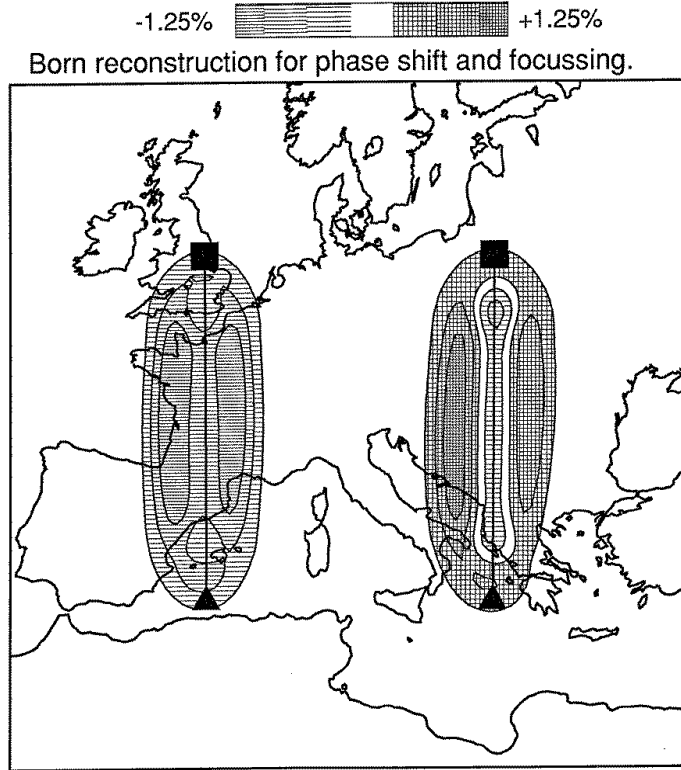 -1.25% +1.25%
Born reconstruction for phase shift and focussing.